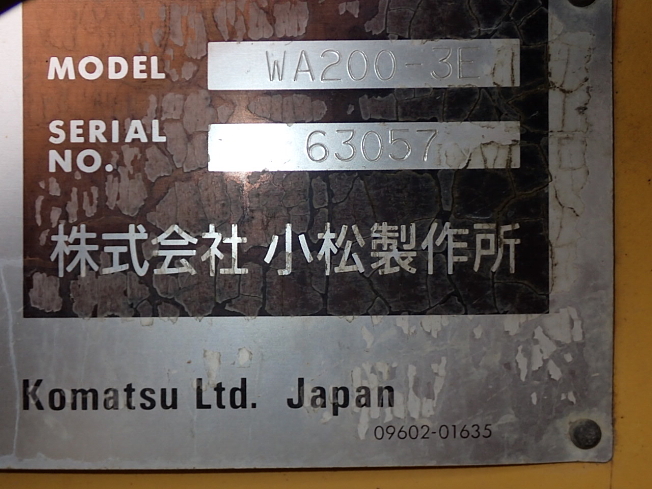 MODEL WA200-3E
SERIAL NO. 63057
株式会社 小松製作所
Komatsu Ltd. Japan
09602-01635